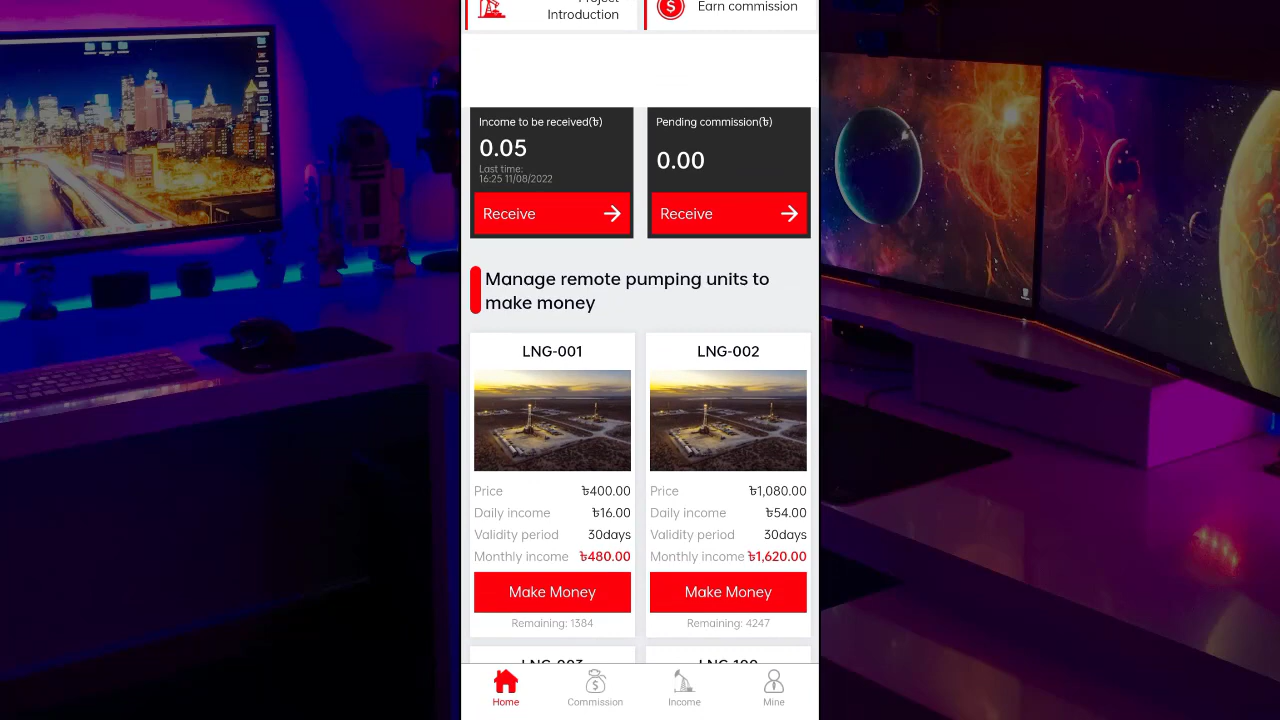 Project
Introduction
Earn commission
Income to be received(৳)
0.05
Last time:
16:25 11/08/2022
Receive
Pending commission(৳)
0.00
Receive
Manage remote pumping units to
make money
LNG-001
Price ৳400.00
Daily income ৳16.00
Validity period 30days
Monthly income ৳480.00
Make Money
Remaining: 1384
LNG-002
Price ৳1,080.00
Daily income ৳54.00
Validity period 30days
Monthly income ৳1,620.00
Make Money
Remaining: 4247
LNG-003
LNG-100
Home
Commission
Income
Mine